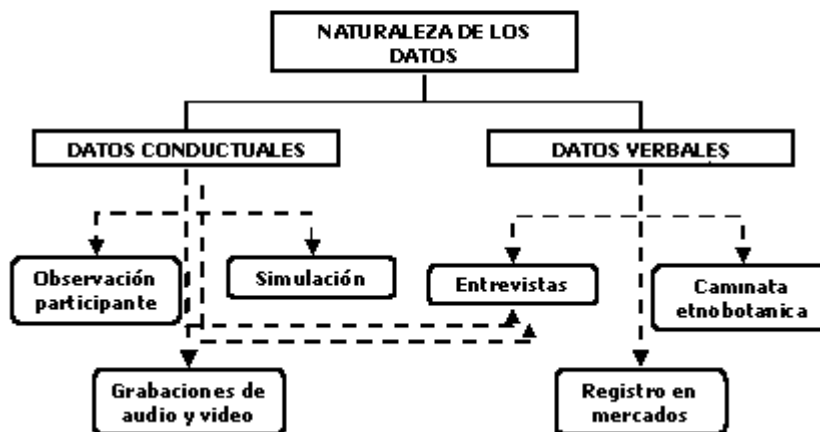 NATURALEZA DE LOS
DATOS
DATOS CONDUCTUALES
DATOS VERBALES
Observación
participante
Simulación
Entrevistas
Caminata
etnobotanica
Grabaciones de
audio y video
Registro en
mercados